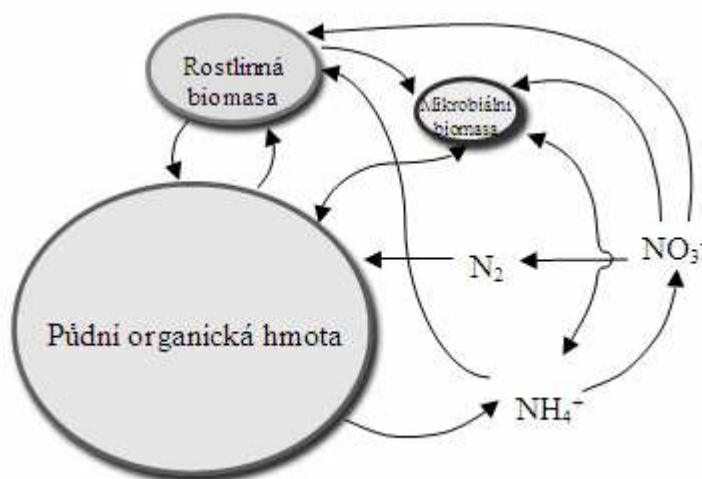 Rostlinná
biomasa
Mikrobiální
biomasa
NO₃⁻
N₂
Půdní organická hmota
NH₄⁺